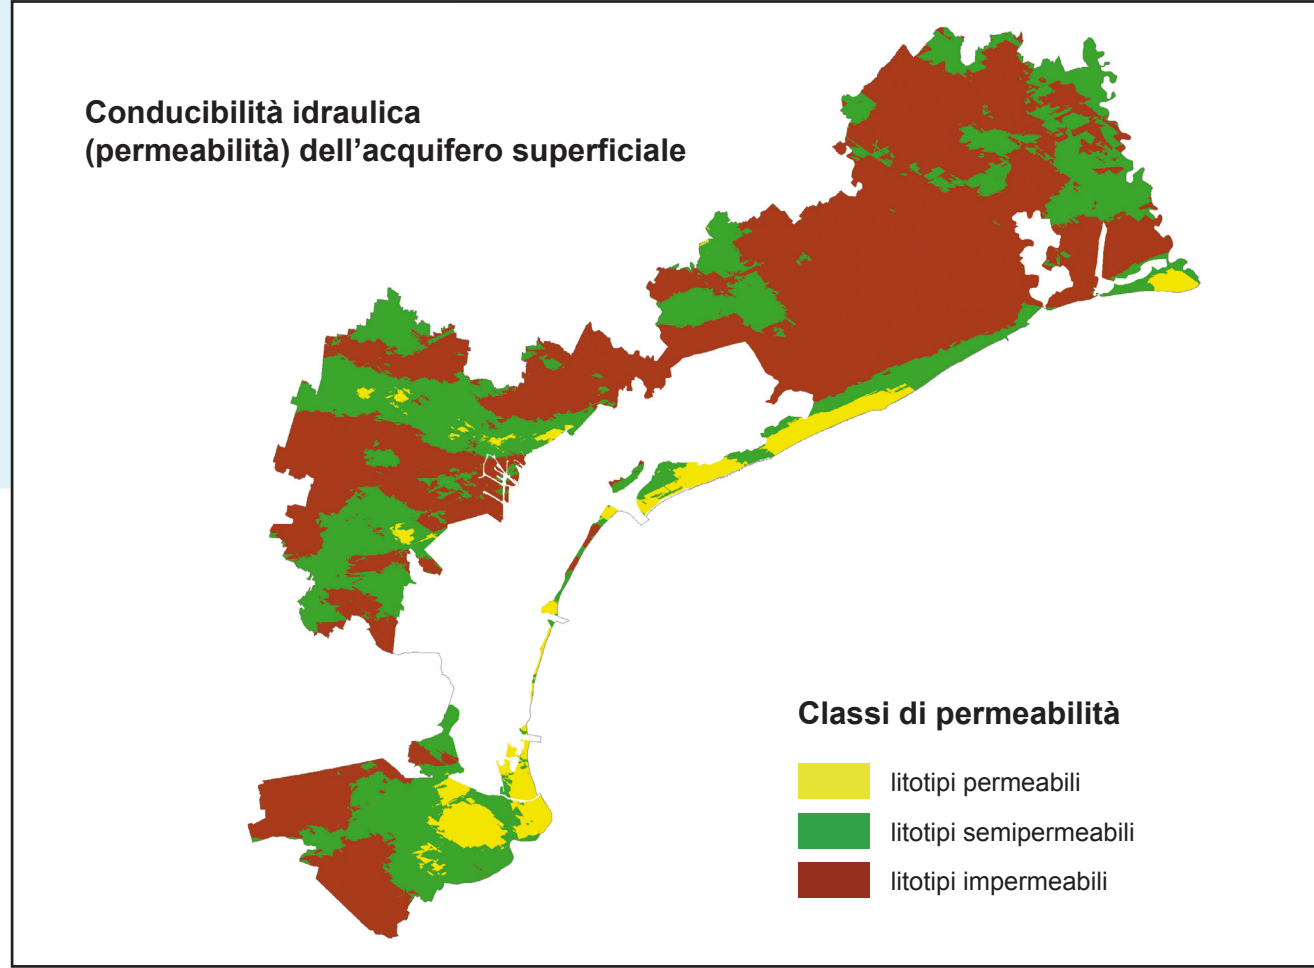 Conducibilità idraulica
(permeabilità) dell’acquifero superficiale
Classi di permeabilità
litotipi permeabili
litotipi semipermeabili
litotipi impermeabili